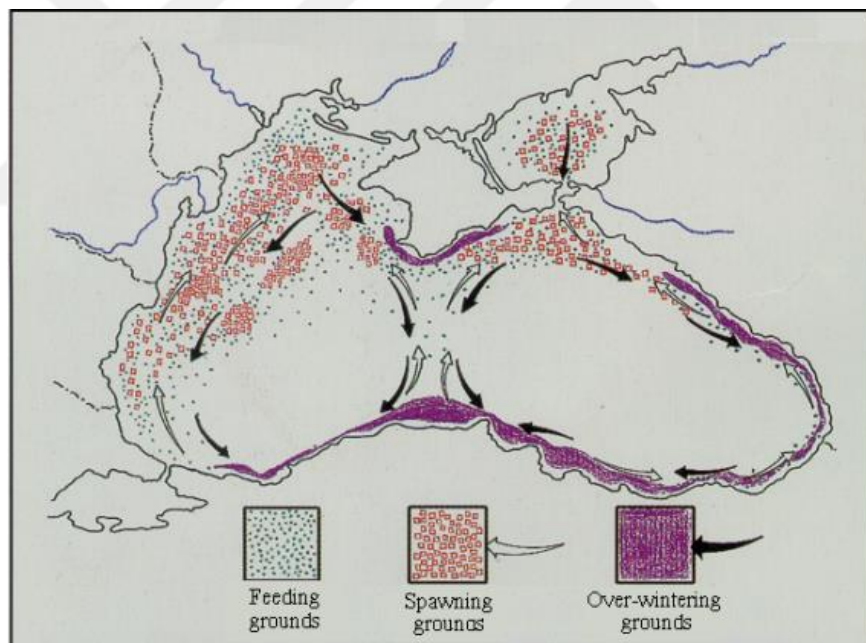 Feeding
grounds
Spawning
grounds
Over-wintering
grounds